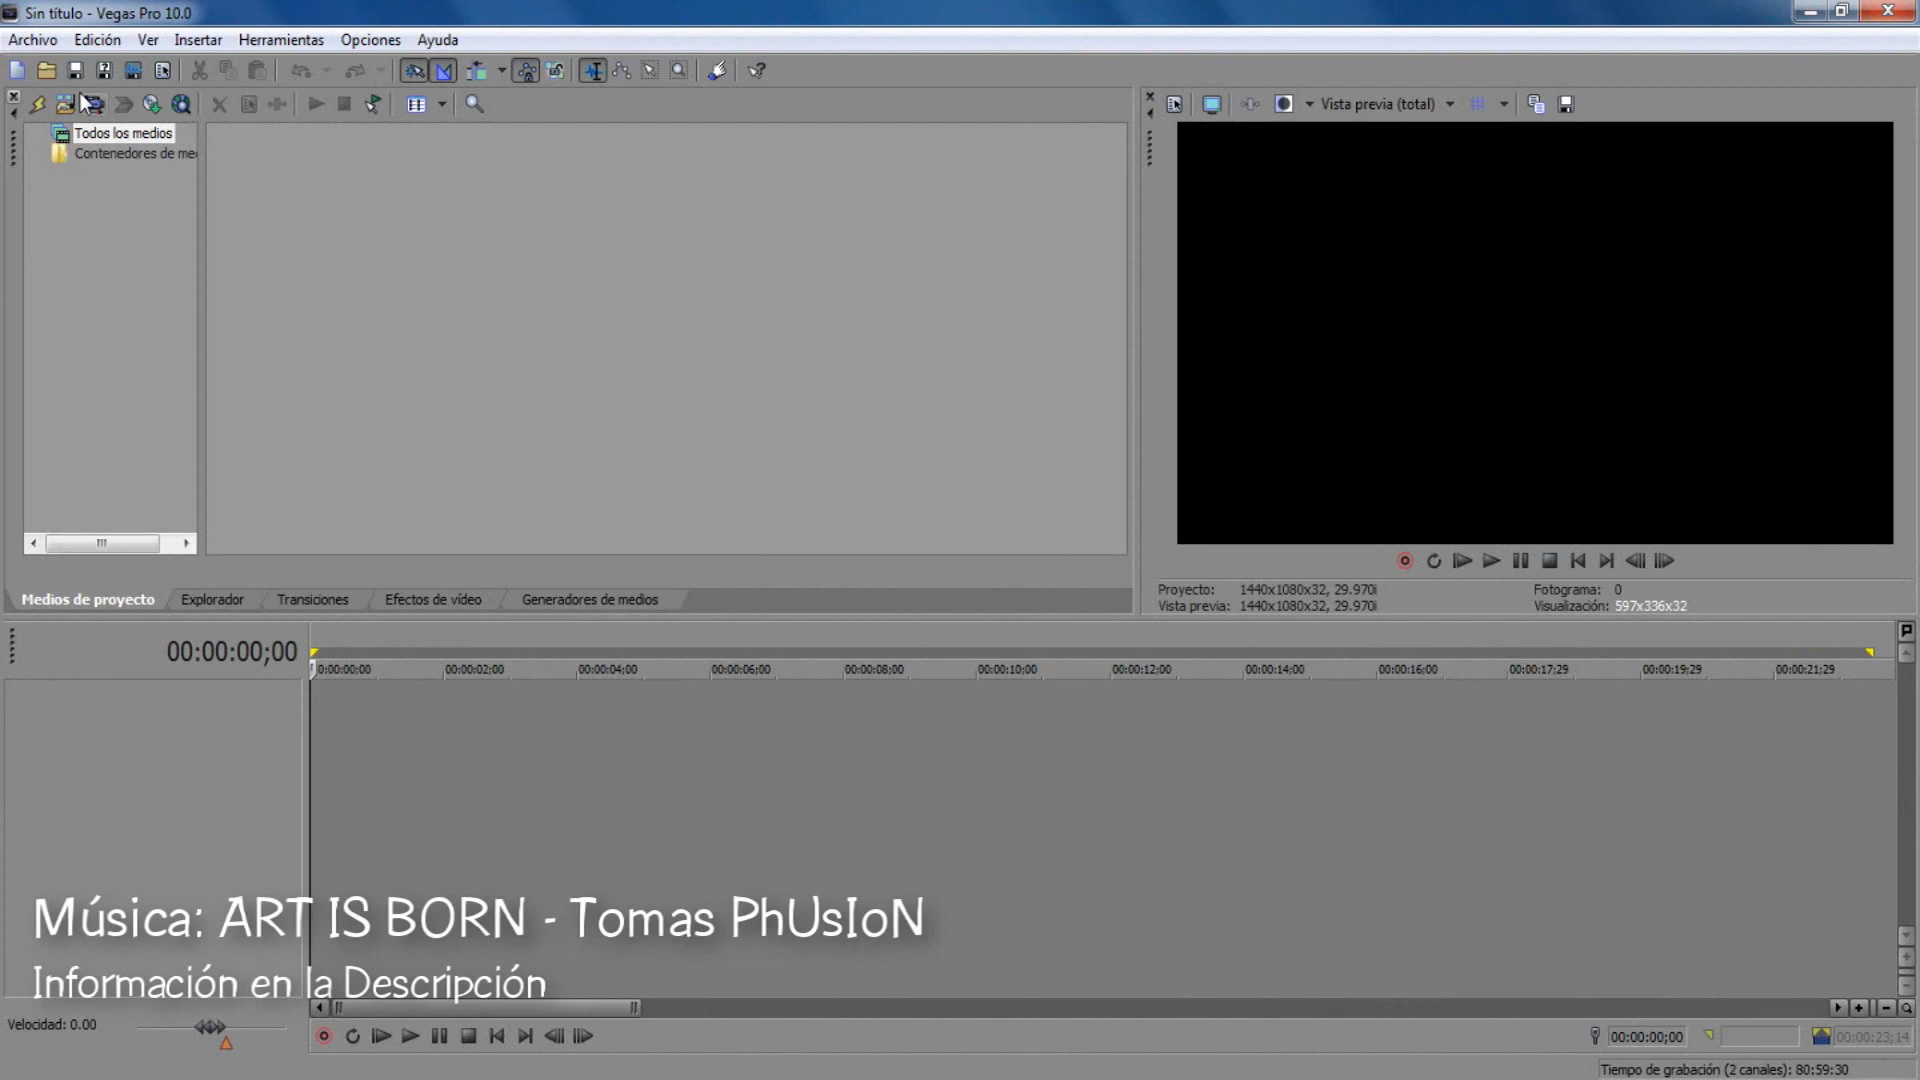 Sin título - Vegas Pro 10.0
Archivo Edición Ver Insertar Herramientas Opciones Ayuda
Vista previa (total)
Todos los medios
Contenedores de me
Proyecto: 1440x1080x32, 29.970i Fotograma: 0
Vista previa: 1440x1080x32, 29.970i Visualización: 597x336x32
Medios de proyecto Explorador Transiciones Efectos de vídeo Generadores de medios
00:00:00;00
0:00:00;00 00:00:02;00 00:00:04;00 00:00:06;00 00:00:08;00 00:00:10;00 00:00:12;00 00:00:14;00 00:00:16;00 00:00:17;29 00:00:19;29 00:00:21;29
Música: ART IS BORN - Tomas PhUsIoN
Información en la Descripción
Velocidad: 0.00
00:00:00;00 00:00:23;14
Tiempo de grabación (2 canales): 80:59:30